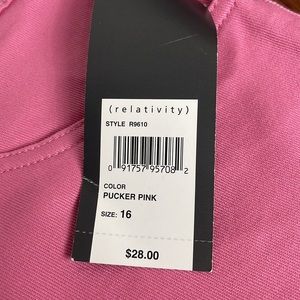 (relativity)
STYLE R9610
0 91757 95708 2
COLOR
PUCKER PINK
SIZE: 16
$28.00